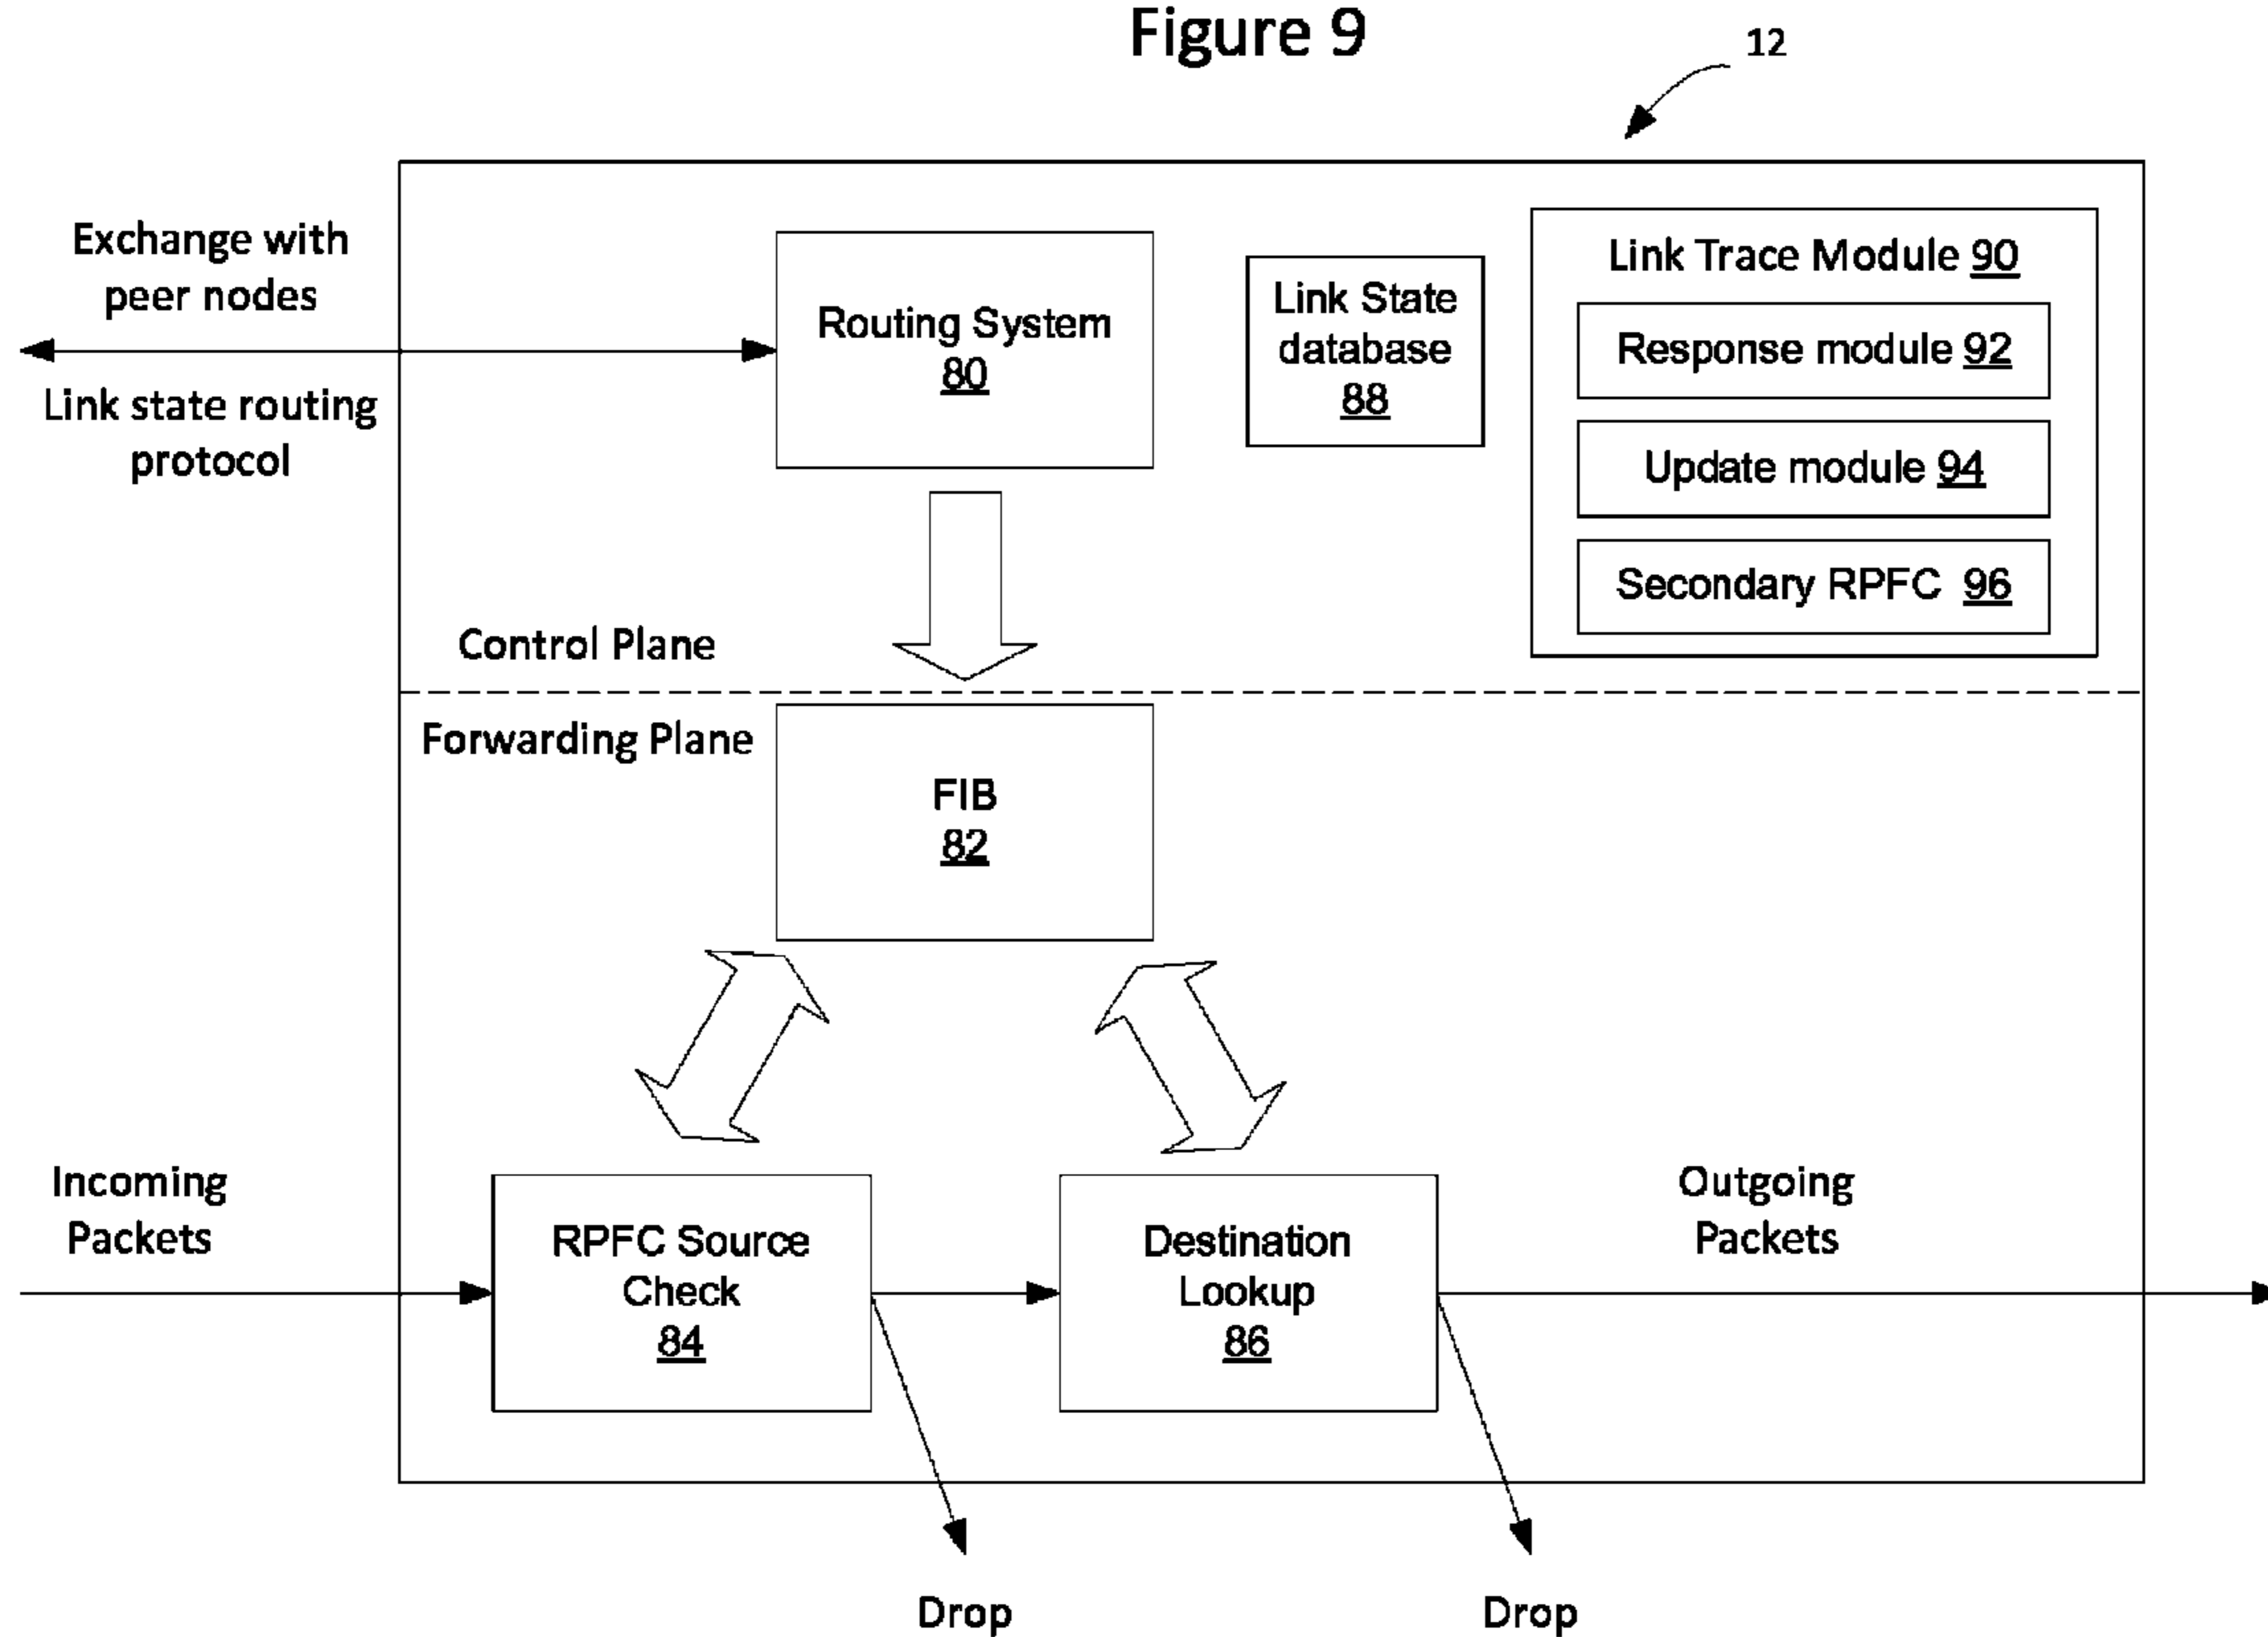 Figure 9
12
Exchange with
peer nodes
Link state routing
protocol
Routing System
80
Link State
database
88
Link Trace Module 90
Response module 92
Update module 94
Secondary RPFC 96
Control Plane
Forwarding Plane
FIB
82
Incoming
Packets
RPFC Source
Check
84
Destination
Lookup
86
Outgoing
Packets
Drop
Drop